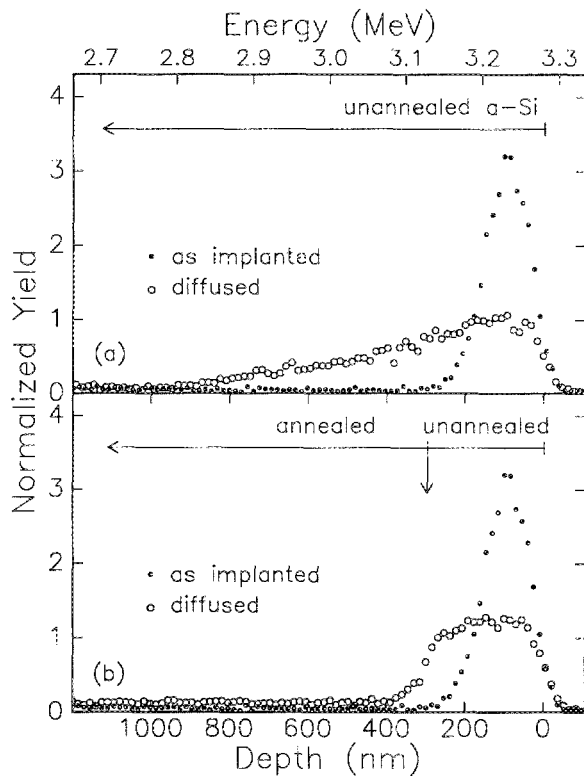 Energy (MeV)
2.7 2.8 2.9 3.0 3.1 3.2 3.3
4
unannealed a-Si
3
as implanted
2
diffused
1
(a)
0
Normalized Yield
4
annealed unannealed
3
as implanted
2
diffused
1
(b)
0
1000 800 600 400 200 0
Depth (nm)